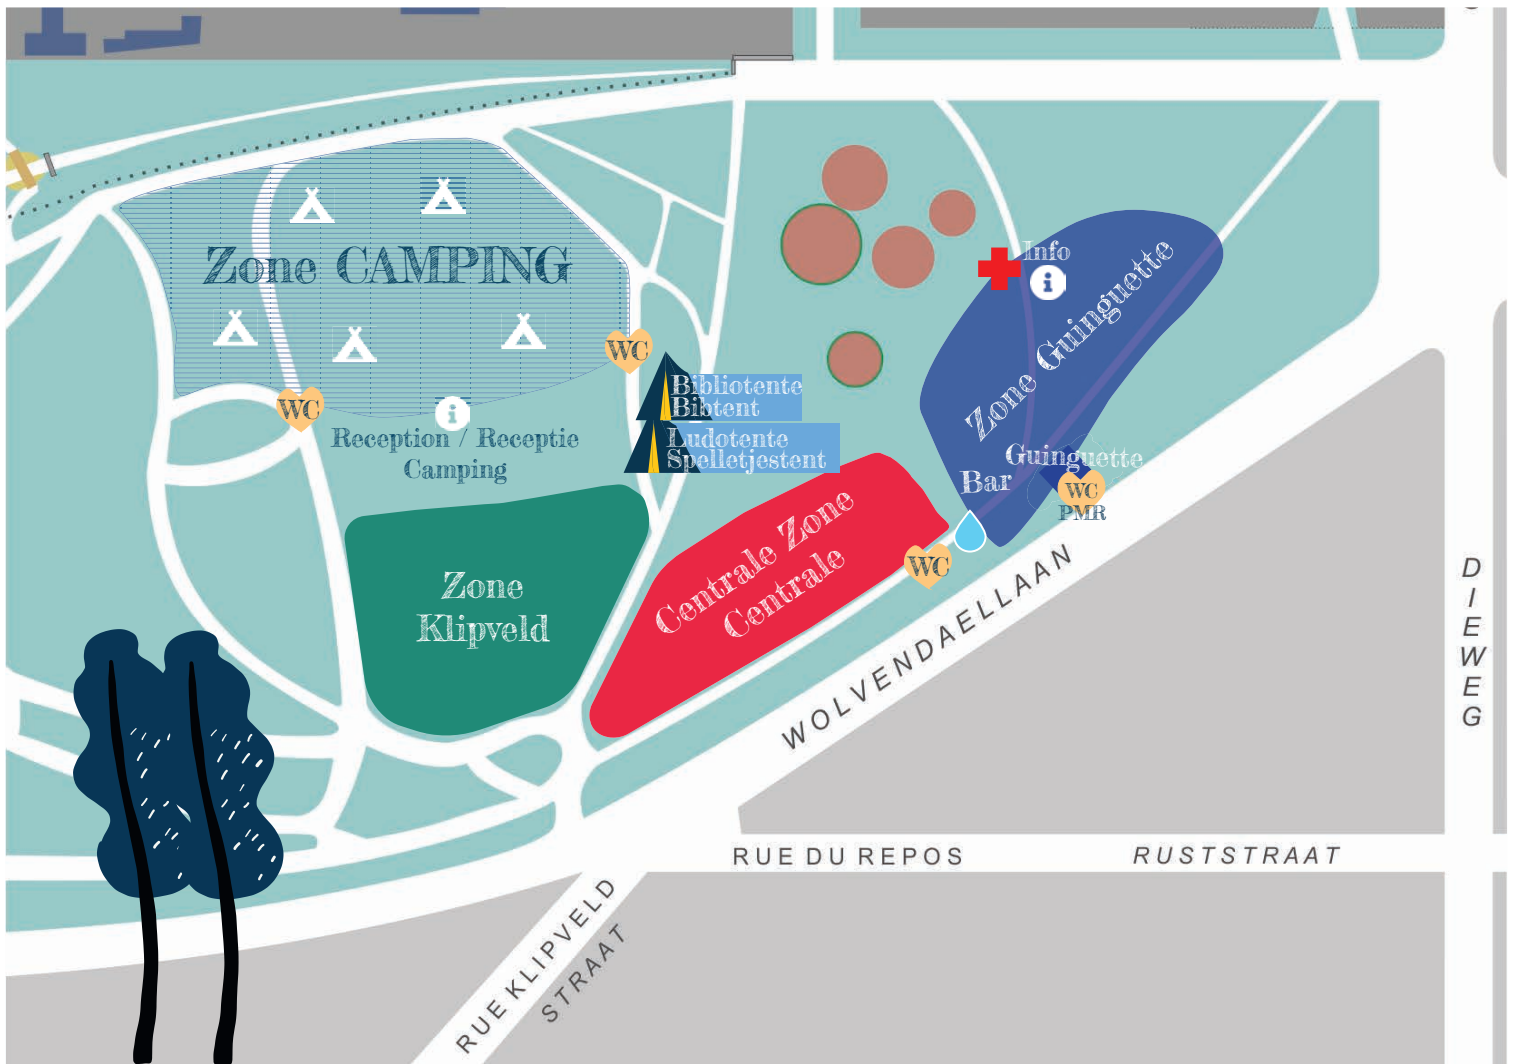 Zone CAMPING
Info
Zone Guinguette
WC
Bibliotente
Bibtent
WC
Reception / Receptie
Camping
Ludotente
Spelletjestent
Guinguette
Bar
WC
PMR
Centrale Zone
Centrale
WC
Zone
Klipveld
WOLVENDAELLAAN
DIEWEG
RUE DU REPOS
RUSTSTRAAT
RUE KLIPVELD
STRAAT